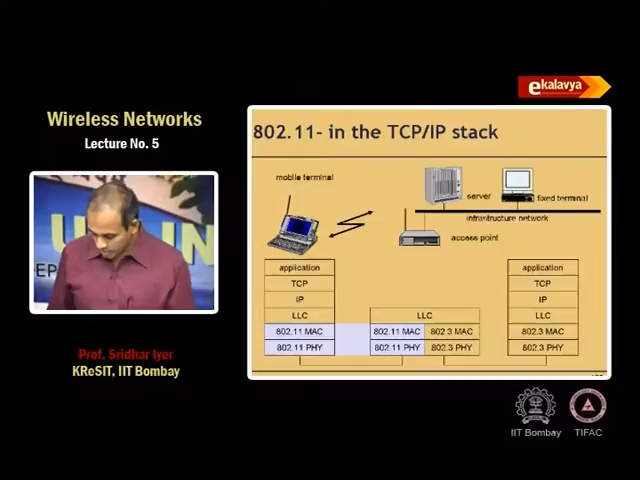 ekalavya
Wireless Networks
Lecture No. 5
802.11- in the TCP/IP stack
mobile terminal
server
fixed terminal
infrastructure network
access point
application
TCP
IP
LLC
802.11 MAC
802.11 PHY
LLC
802.11 MAC 802.3 MAC
802.11 PHY 802.3 PHY
application
TCP
IP
LLC
802.3 MAC
802.3 PHY
Prof. Sridhar Iyer
KReSIT, IIT Bombay
IIT Bombay
TIFAC